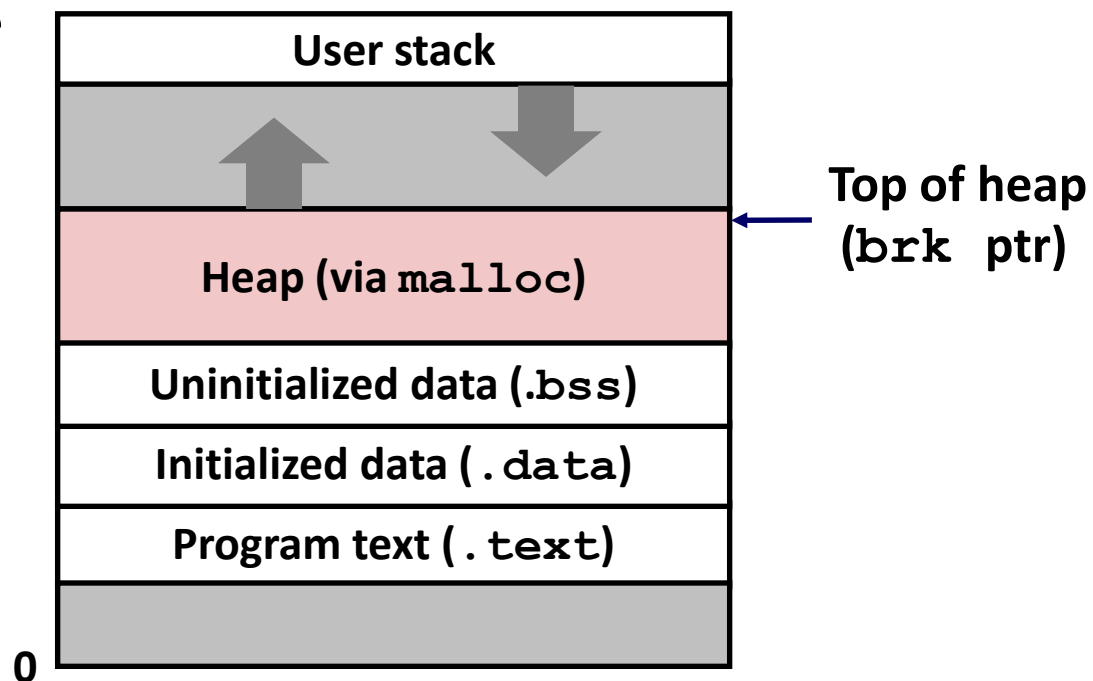 User stack
Top of heap
(brk ptr)
Heap (via malloc)
Uninitialized data (.bss)
Initialized data (.data)
Program text (.text)
0